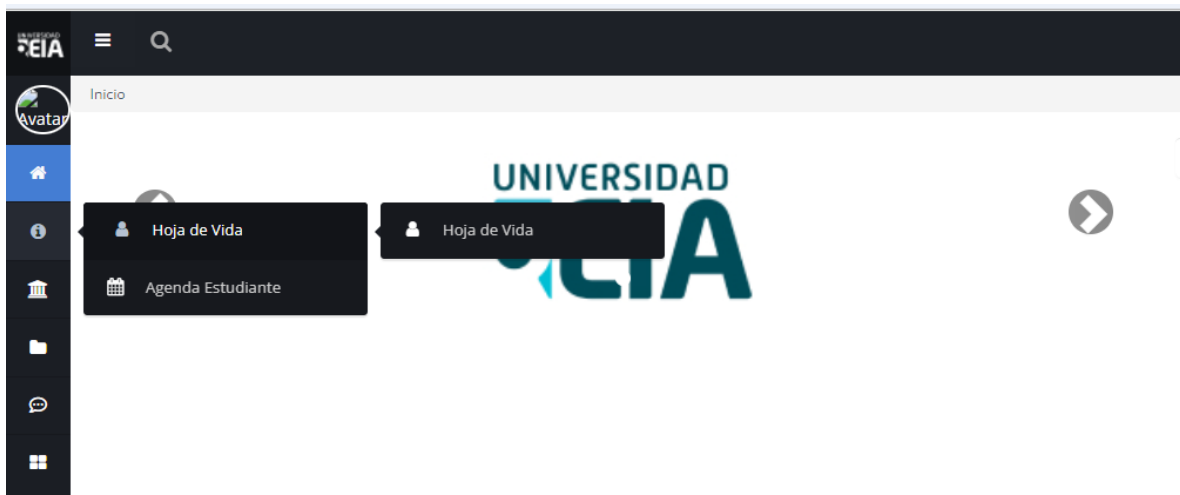 UNIVERSIDAD
EIA
Inicio
Avatar
UNIVERSIDAD
EIA
Hoja de Vida
Hoja de Vida
Agenda Estudiante